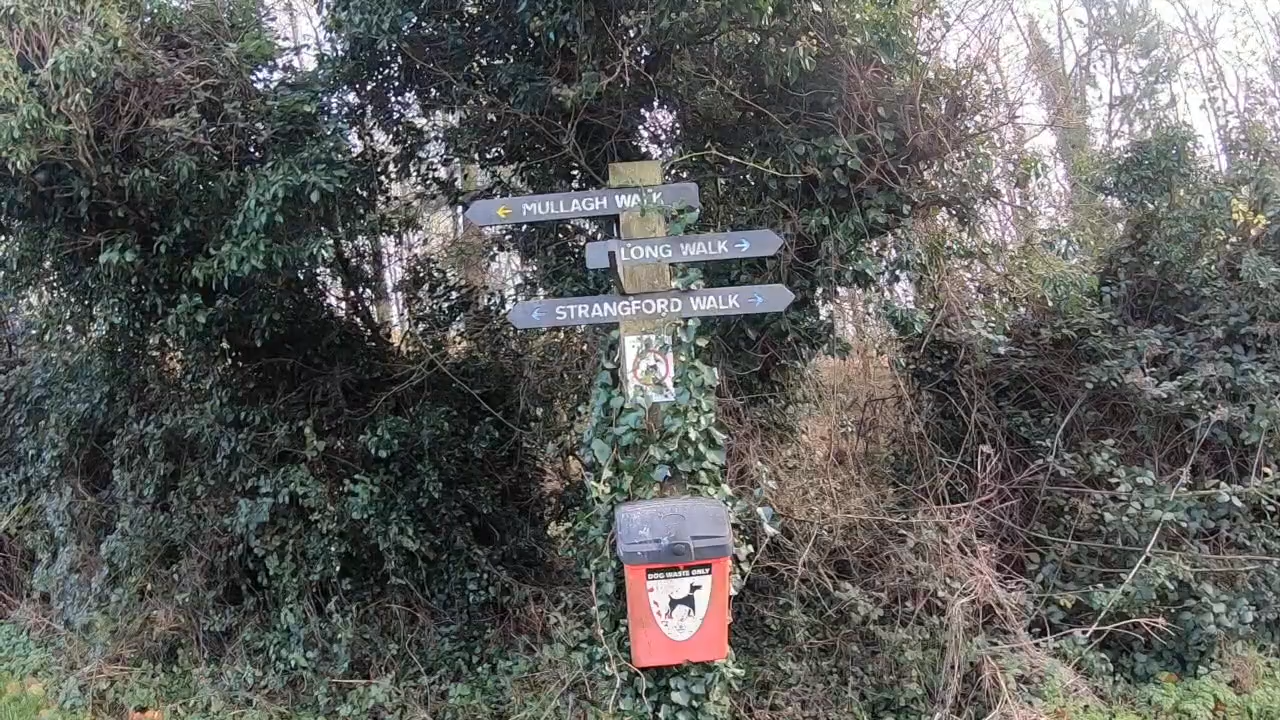 MULLAGH WALK
LONG WALK
STRANGFORD WALK
DOG WASTE ONLY